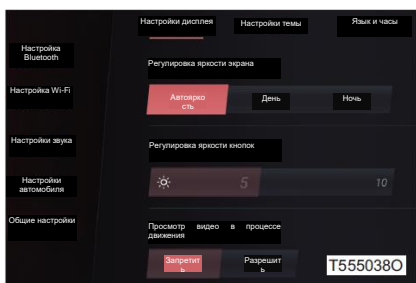 Настройки дисплея
Настройки темы
Язык и часы
Настройка
Bluetooth
Настройка Wi-Fi
Настройки звука
Настройки
автомобиля
Общие настройки
Регулировка яркости экрана
Автоярко
сть
День
Ночь
Регулировка яркости кнопок
5
10
Просмотр видео в процессе
движения
Запретит
ь
Разрешит
ь
T555038O